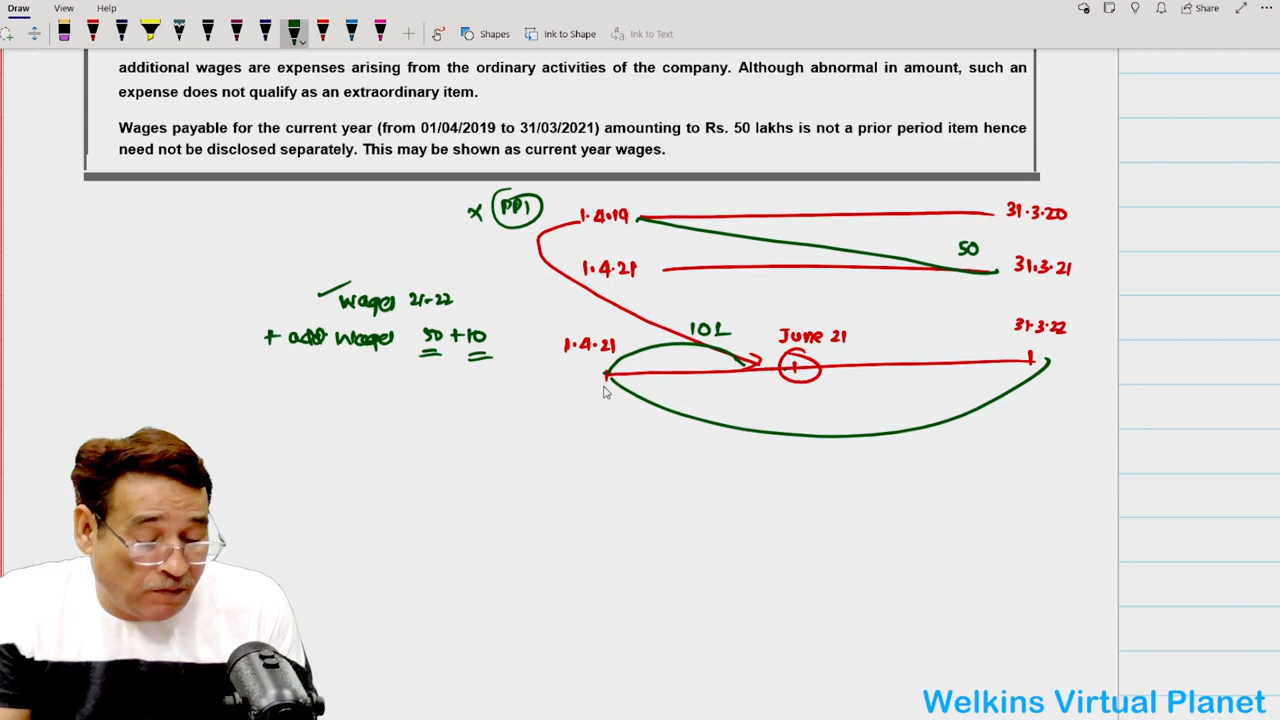 Draw View Help Share
Shapes Ink to Shape Ink to Text
additional wages are expenses arising from the ordinary activities of the company. Although abnormal in amount, such an
expense does not qualify as an extraordinary item.
Wages payable for the current year (from 01/04/2019 to 31/03/2021) amounting to Rs. 50 lakhs is not a prior period item hence
need not be disclosed separately. This may be shown as current year wages.
x PPI 1.4.19 31.3.20
50
1.4.21 31.3.21
wages 21-22
+ add wages 50 + 10
1.4.21 10L June 21 31.3.22
Welkins Virtual Planet